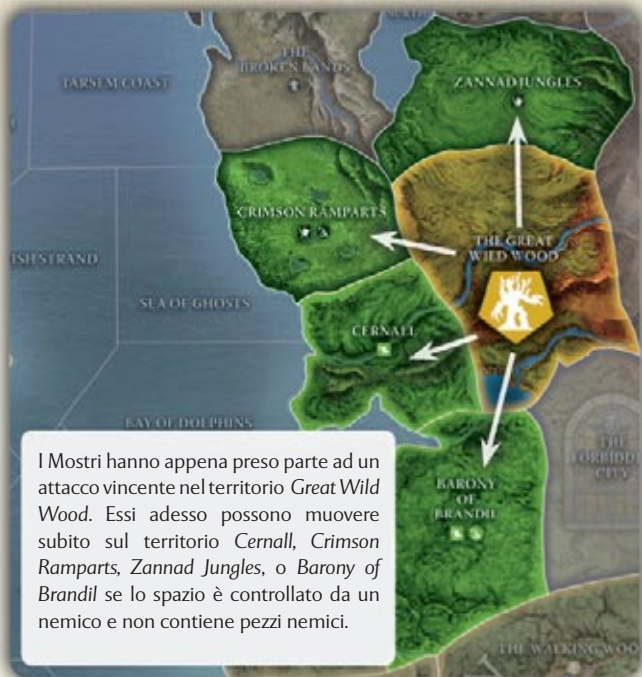 THE
BROKEN LANDS
TARSEM COAST
ZANNAD JUNGLES
CRIMSON RAMPARTS
THE GREAT
WILD WOOD
ISH STRAND
SEA OF GHOSTS
CERNALL
BAY OF DOLPHINS
THE
FORBIDDE
CITY
BARONY
OF
BRANDIL
I Mostri hanno appena preso parte ad un
attacco vincente nel territorio Great Wild
Wood. Essi adesso possono muovere
subito sul territorio Cernall, Crimson
Ramparts, Zannad Jungles, o Barony of
Brandil se lo spazio è controllato da un
nemico e non contiene pezzi nemici.
THE WALKING WOO